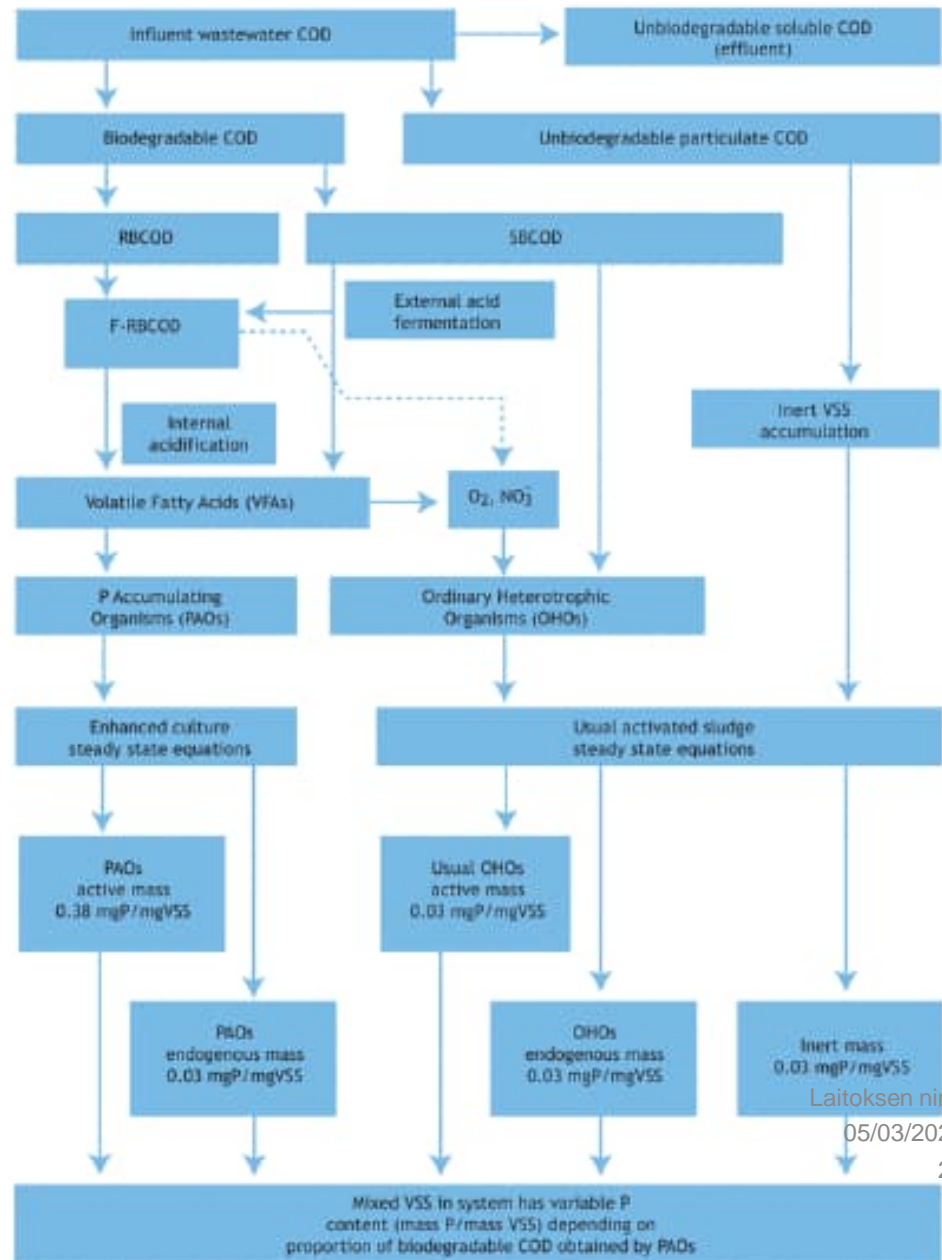 Influent wastewater COD
Unbiodegradable soluble COD
(effluent)
Biodegradable COD
Unbiodegradable particulate COD
RBCOD
SBCOD
F-RBCOD
External acid
fermentation
Internal
acidification
Inert VSS
accumulation
Volatile Fatty Acids (VFAs)
O₂, NO₃⁻
P Accumulating
Organisms (PAOs)
Ordinary Heterotrophic
Organisms (OHOs)
Enhanced culture
steady state equations
Usual activated sludge
steady state equations
PAOs
active mass
0.38 mgP/mgVSS
Usual OHOs
active mass
0.03 mgP/mgVSS
PAOs
endogenous mass
0.03 mgP/mgVSS
OHOs
endogenous mass
0.03 mgP/mgVSS
Inert mass
0.03 mgP/mgVSS
Laitoksen
05/03/202
2
Mixed VSS in system has variable P
content (mass P/mass VSS) depending on
proportion of biodegradable COD obtained by PAOs